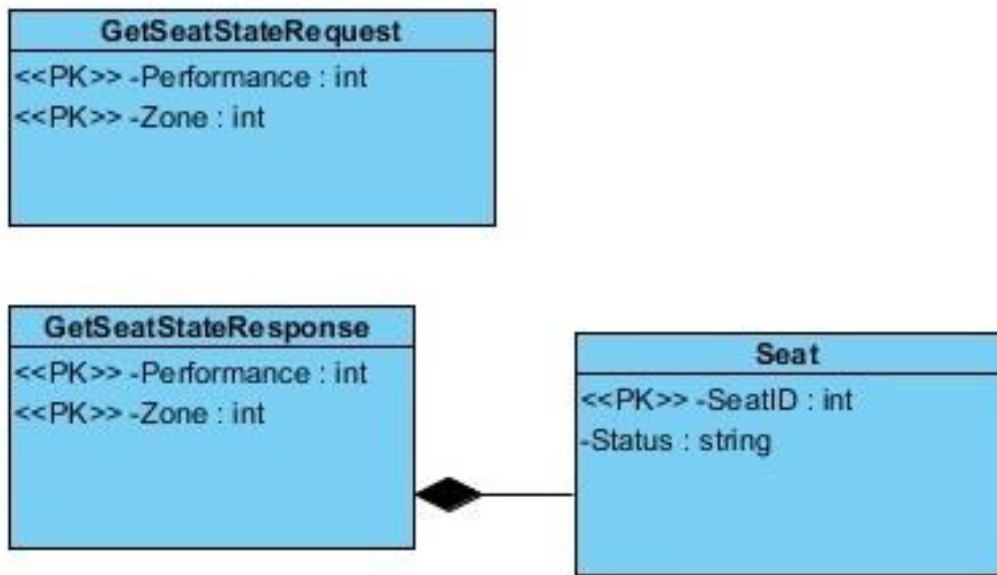 GetSeatStateRequest
<<PK>> -Performance : int
<<PK>> -Zone : int
GetSeatStateResponse
<<PK>> -Performance : int
<<PK>> -Zone : int
Seat
<<PK>> -SeatID : int
-Status : string